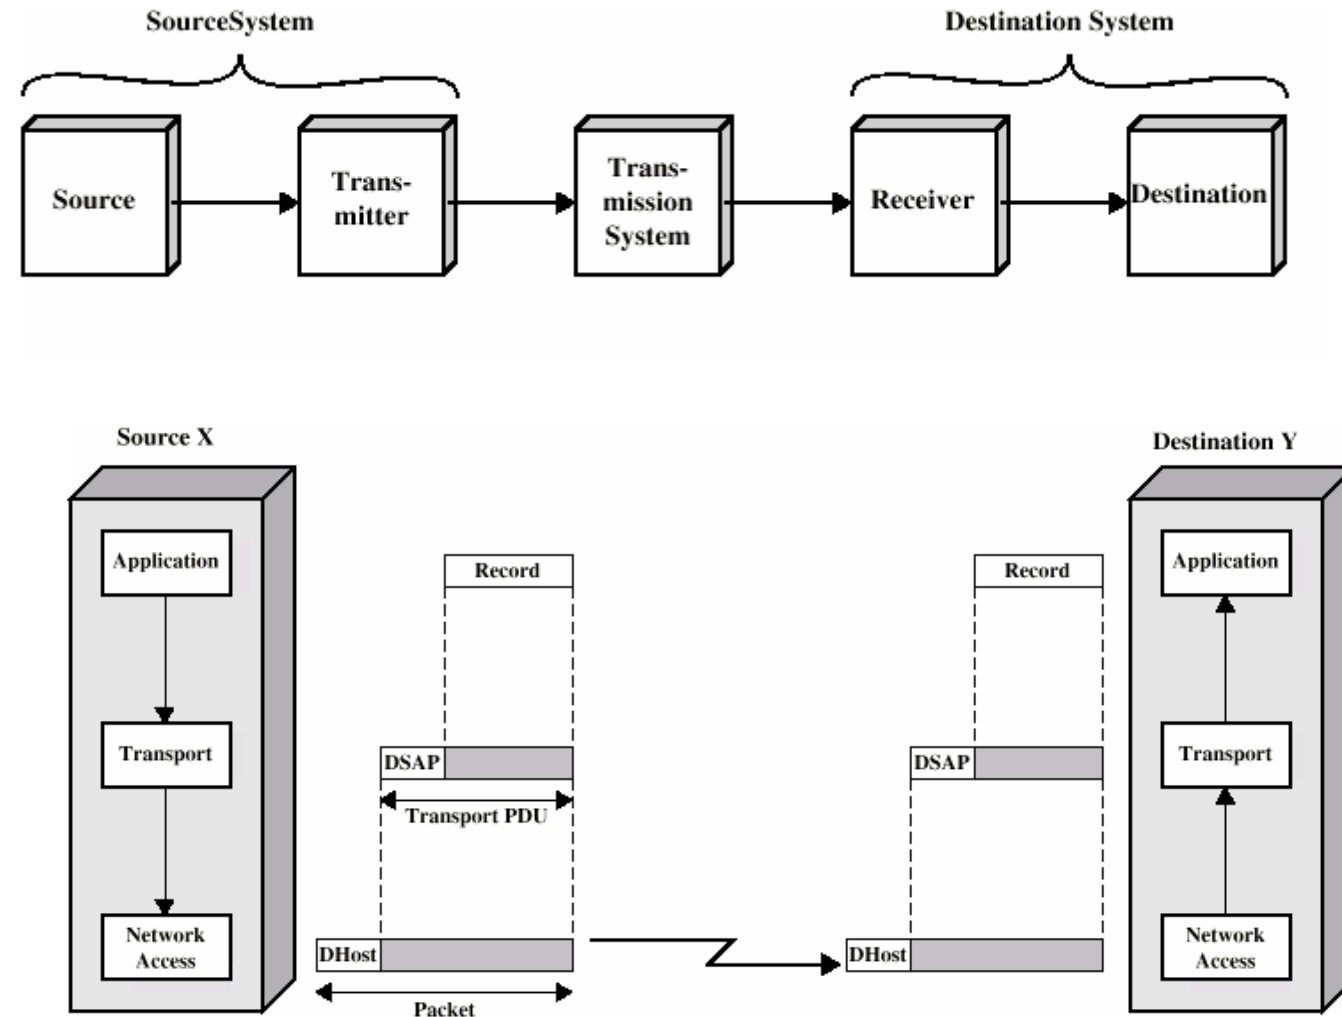 SourceSystem
Destination System
Source
Trans-
mitter
Trans-
mission
System
Receiver
Destination
Source X
Destination Y
Application
Record
Record
Application
Transport
DSAP
DSAP
Transport
Transport PDU
Network
Access
DHost
DHost
Network
Access
Packet